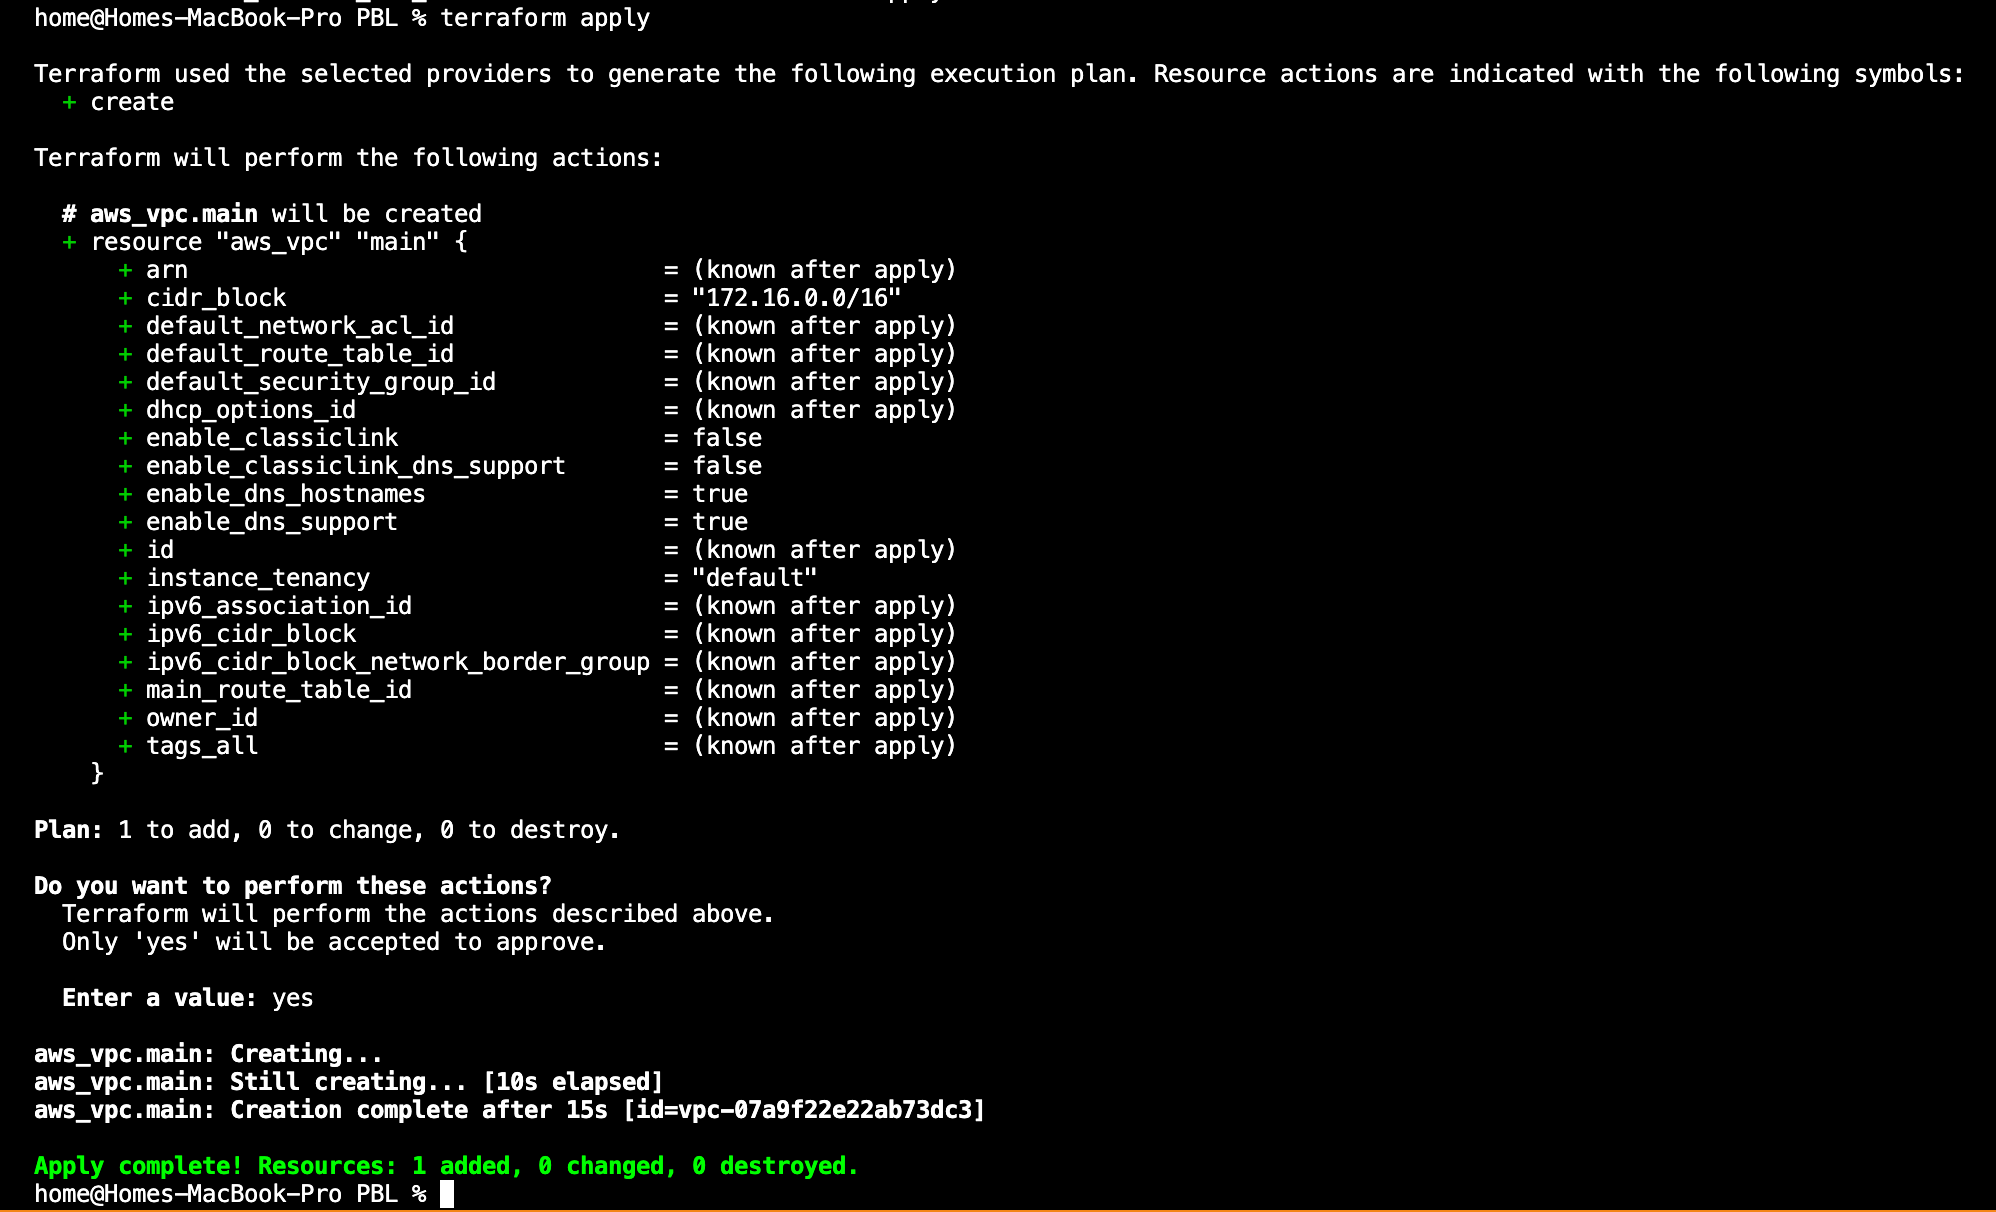 home@Homes-MacBook-Pro PBL % terraform apply
Terraform used the selected providers to generate the following execution plan. Resource actions are indicated with the following symbols:
  + create
Terraform will perform the following actions:
  # aws_vpc.main will be created
  + resource "aws_vpc" "main" {
      + arn                                  = (known after apply)
      + cidr_block                           = "172.16.0.0/16"
      + default_network_acl_id               = (known after apply)
      + default_route_table_id               = (known after apply)
      + default_security_group_id            = (known after apply)
      + dhcp_options_id                      = (known after apply)
      + enable_classiclink                   = false
      + enable_classiclink_dns_support       = false
      + enable_dns_hostnames                 = true
      + enable_dns_support                   = true
      + id                                   = (known after apply)
      + instance_tenancy                     = "default"
      + ipv6_association_id                  = (known after apply)
      + ipv6_cidr_block                      = (known after apply)
      + ipv6_cidr_block_network_border_group = (known after apply)
      + main_route_table_id                  = (known after apply)
      + owner_id                             = (known after apply)
      + tags_all                             = (known after apply)
    }
Plan: 1 to add, 0 to change, 0 to destroy.
Do you want to perform these actions?
  Terraform will perform the actions described above.
  Only 'yes' will be accepted to approve.
  Enter a value: yes
aws_vpc.main: Creating...
aws_vpc.main: Still creating... [10s elapsed]
aws_vpc.main: Creation complete after 15s [id=vpc-07a9f22e22ab73dc3]
Apply complete! Resources: 1 added, 0 changed, 0 destroyed.
home@Homes-MacBook-Pro PBL %